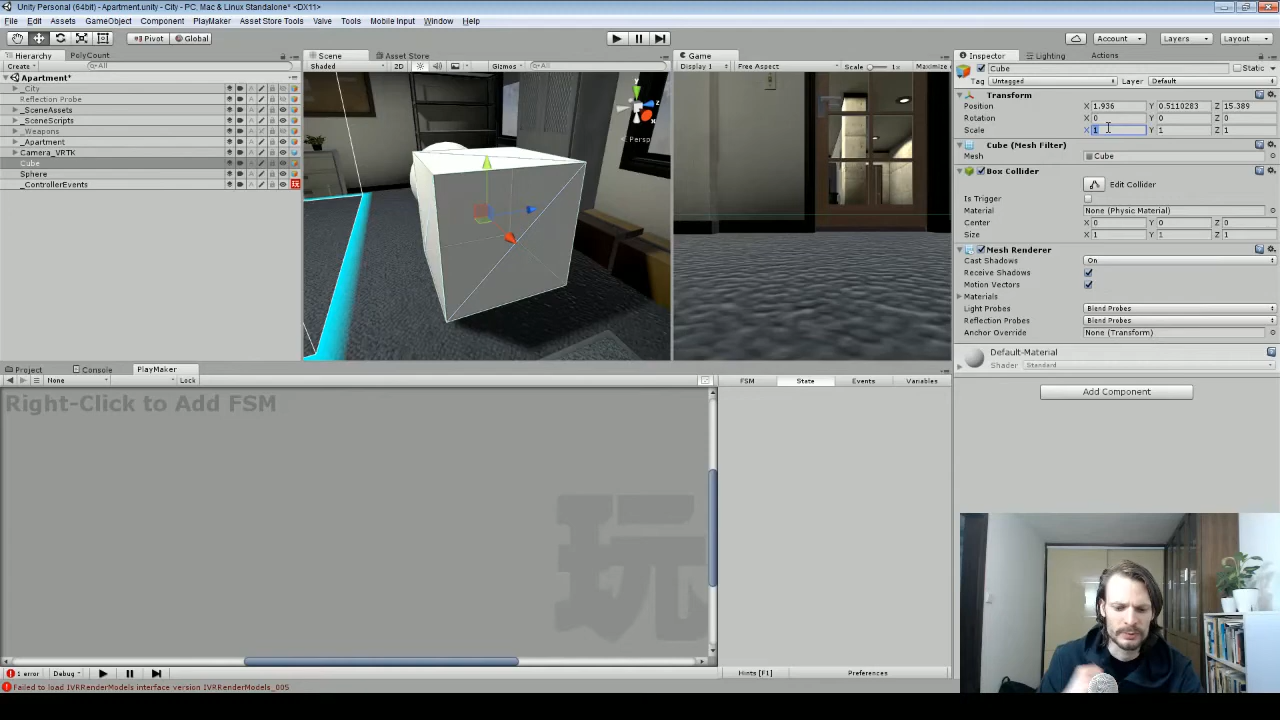 Unity Personal (64bit) - Apartment.unity - City - PC, Mac & Linux Standalone* <DX11>
File Edit Assets GameObject Component PlayMaker Asset Store Tools Valve Tools Mobile Input Window Help
Pivot Global Account Layers Layout
Hierarchy PolyCount Scene Asset Store Game Inspector Lighting Actions
Create All Shaded 2D Gizmos All Display 1 Free Aspect Scale 1x Maximize Cube Static
Tag Untagged Layer Default
Apartment*
_City
Reflection Probe
_SceneAssets
_SceneScripts
_Weapons
_Apartment
Camera_VRTK
Cube
Sphere
_ControllerEvents
y
z
Persp
Transform
Position X 1.936 Y 0.5110283 Z 15.389
Rotation X 0 Y 0 Z 0
Scale X 1 Y 1 Z 1
Cube (Mesh Filter)
Mesh Cube
Box Collider
Edit Collider
Is Trigger
Material None (Physic Material)
Center X 0 Y 0 Z 0
Size X 1 Y 1 Z 1
Mesh Renderer
Cast Shadows On
Receive Shadows
Motion Vectors
Materials
Light Probes Blend Probes
Reflection Probes Blend Probes
Anchor Override None (Transform)
Default-Material
Shader Standard
Add Component
Project Console PlayMaker
None Lock FSM State Events Variables
Right-Click to Add FSM
玩
1 error Debug Hints [F1] Preferences
Failed to load IVRRenderModels interface version IVRRenderModels_005